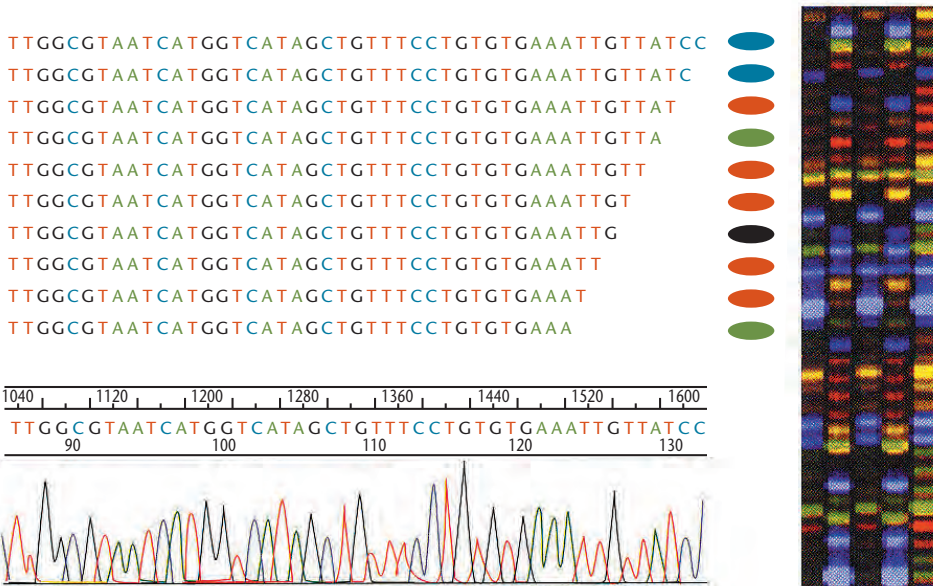 TTGGCGTAATCATGGTCATAGCTGTTTCCTGTGTGAAATTGTTATCC
TTGGCGTAATCATGGTCATAGCTGTTTCCTGTGTGAAATTGTTATC
TTGGCGTAATCATGGTCATAGCTGTTTCCTGTGTGAAATTGTTAT
TTGGCGTAATCATGGTCATAGCTGTTTCCTGTGTGAAATTGTTA
TTGGCGTAATCATGGTCATAGCTGTTTCCTGTGTGAAATTGTT
TTGGCGTAATCATGGTCATAGCTGTTTCCTGTGTGAAATTGT
TTGGCGTAATCATGGTCATAGCTGTTTCCTGTGTGAAATTG
TTGGCGTAATCATGGTCATAGCTGTTTCCTGTGTGAAATT
TTGGCGTAATCATGGTCATAGCTGTTTCCTGTGTGAAAT
TTGGCGTAATCATGGTCATAGCTGTTTCCTGTGTGAAA
1040 1120 1200 1280 1360 1440 1520 1600
TTGGCGTAATCATGGTCATAGCTGTTTCCTGTGTGAAATTGTTATCC
90 100 110 120 130